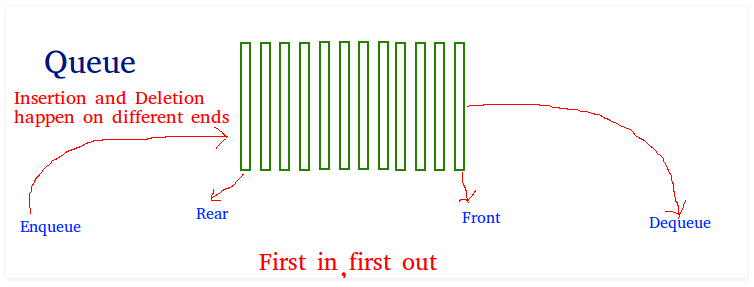 Queue
Insertion and Deletion
happen on different ends
Enqueue
Rear
Front
Dequeue
First in, first out